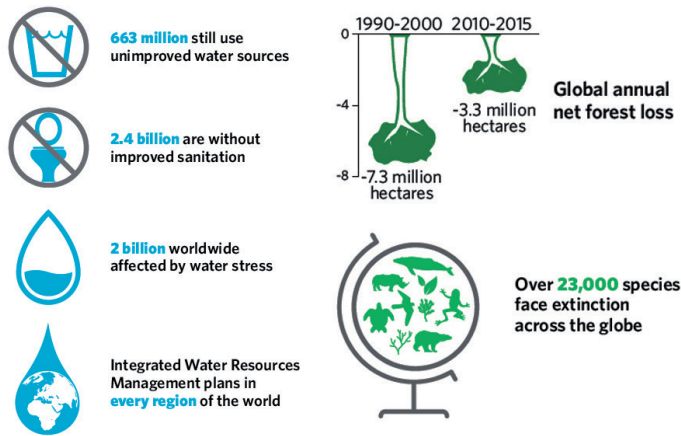 663 million still use
unimproved water sources
2.4 billion are without
improved sanitation
2 billion worldwide
affected by water stress
Integrated Water Resources
Management plans in
every region of the world
1990-2000 2010-2015
0
-4
-8
-3.3 million
hectares
-7.3 million
hectares
Global annual
net forest loss
Over 23,000 species
face extinction
across the globe